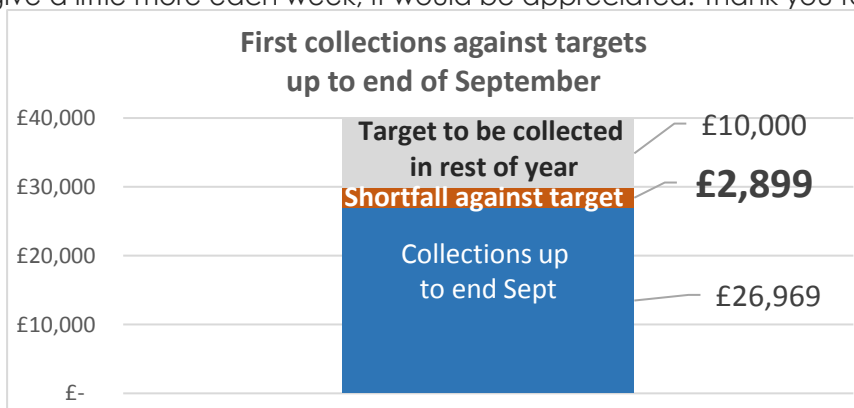 give a little more each week, it would be appreciated. Thank you
First collections against targets
up to end of September
£40,000
Target to be collected
in rest of year
£10,000
£30,000
Shortfall against target
£2,899
£20,000
Collections up
to end Sept
£26,969
£10,000
£-